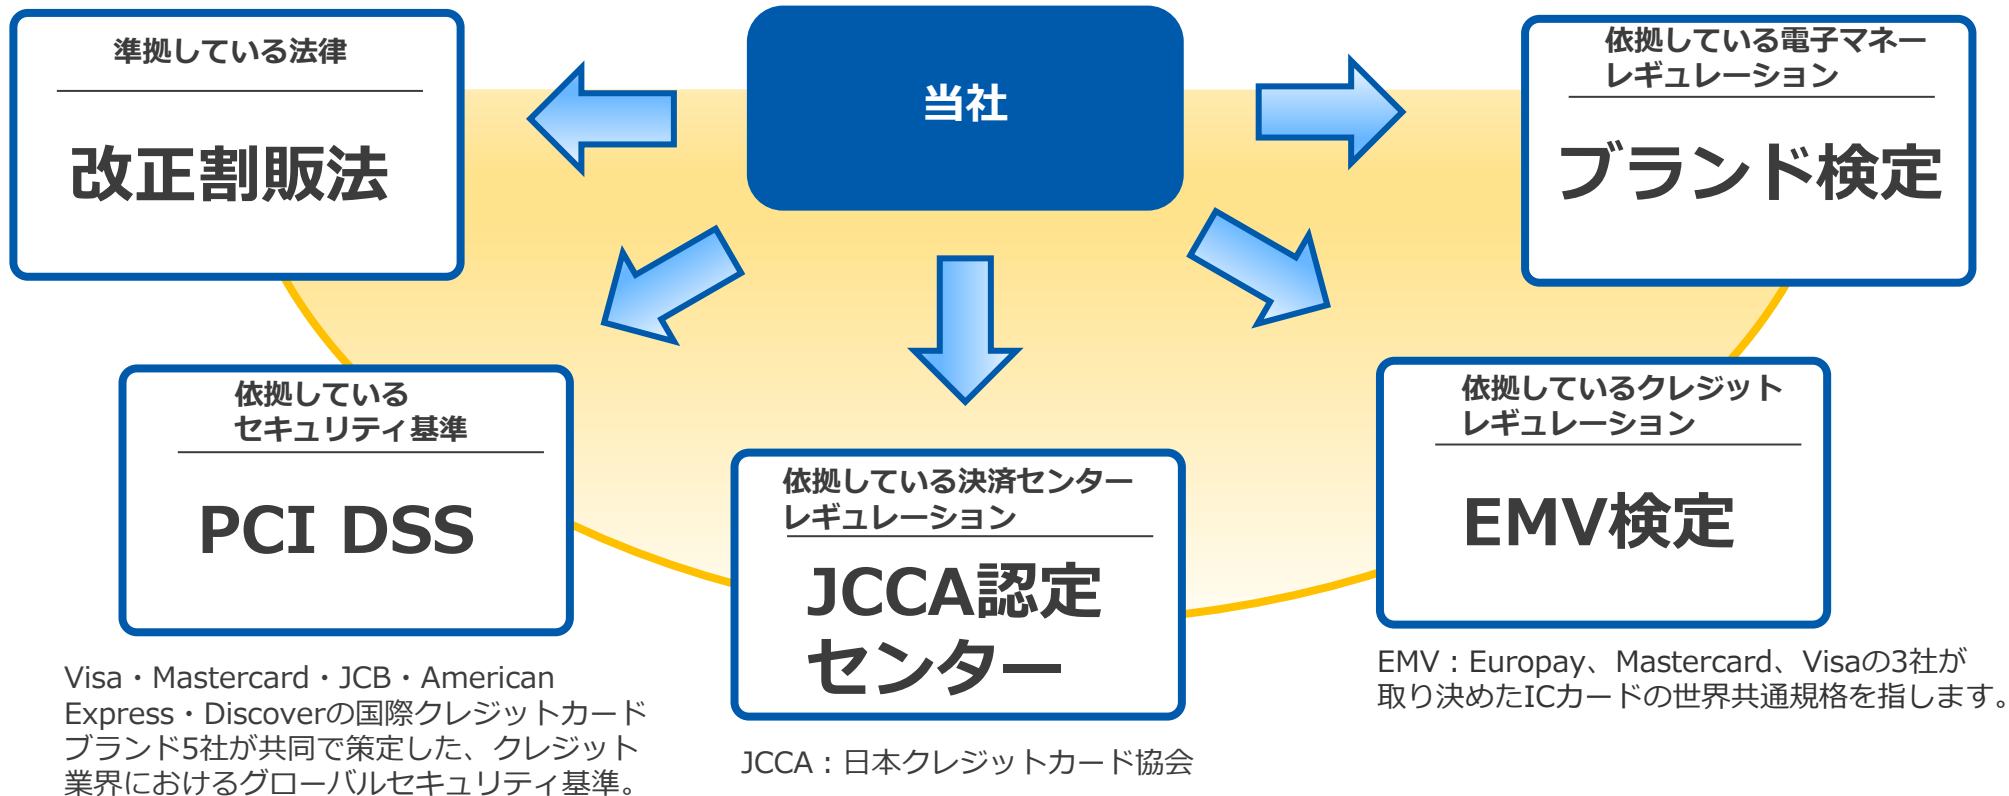 準拠している法律
改正割販法
当社
依拠している電子マネー
レギュレーション
ブランド検定
依拠している
セキュリティ基準
PCI DSS
Visa・Mastercard・JCB・American
Express・Discoverの国際クレジットカード
ブランド5社が共同で策定した、クレジット
業界におけるグローバルセキュリティ基準。
依拠している決済センター
レギュレーション
JCCA認定
センター
JCCA：日本クレジットカード協会
依拠しているクレジット
レギュレーション
EMV検定
EMV：Europay、Mastercard、Visaの3社が
取り決めたICカードの世界共通規格を指します。